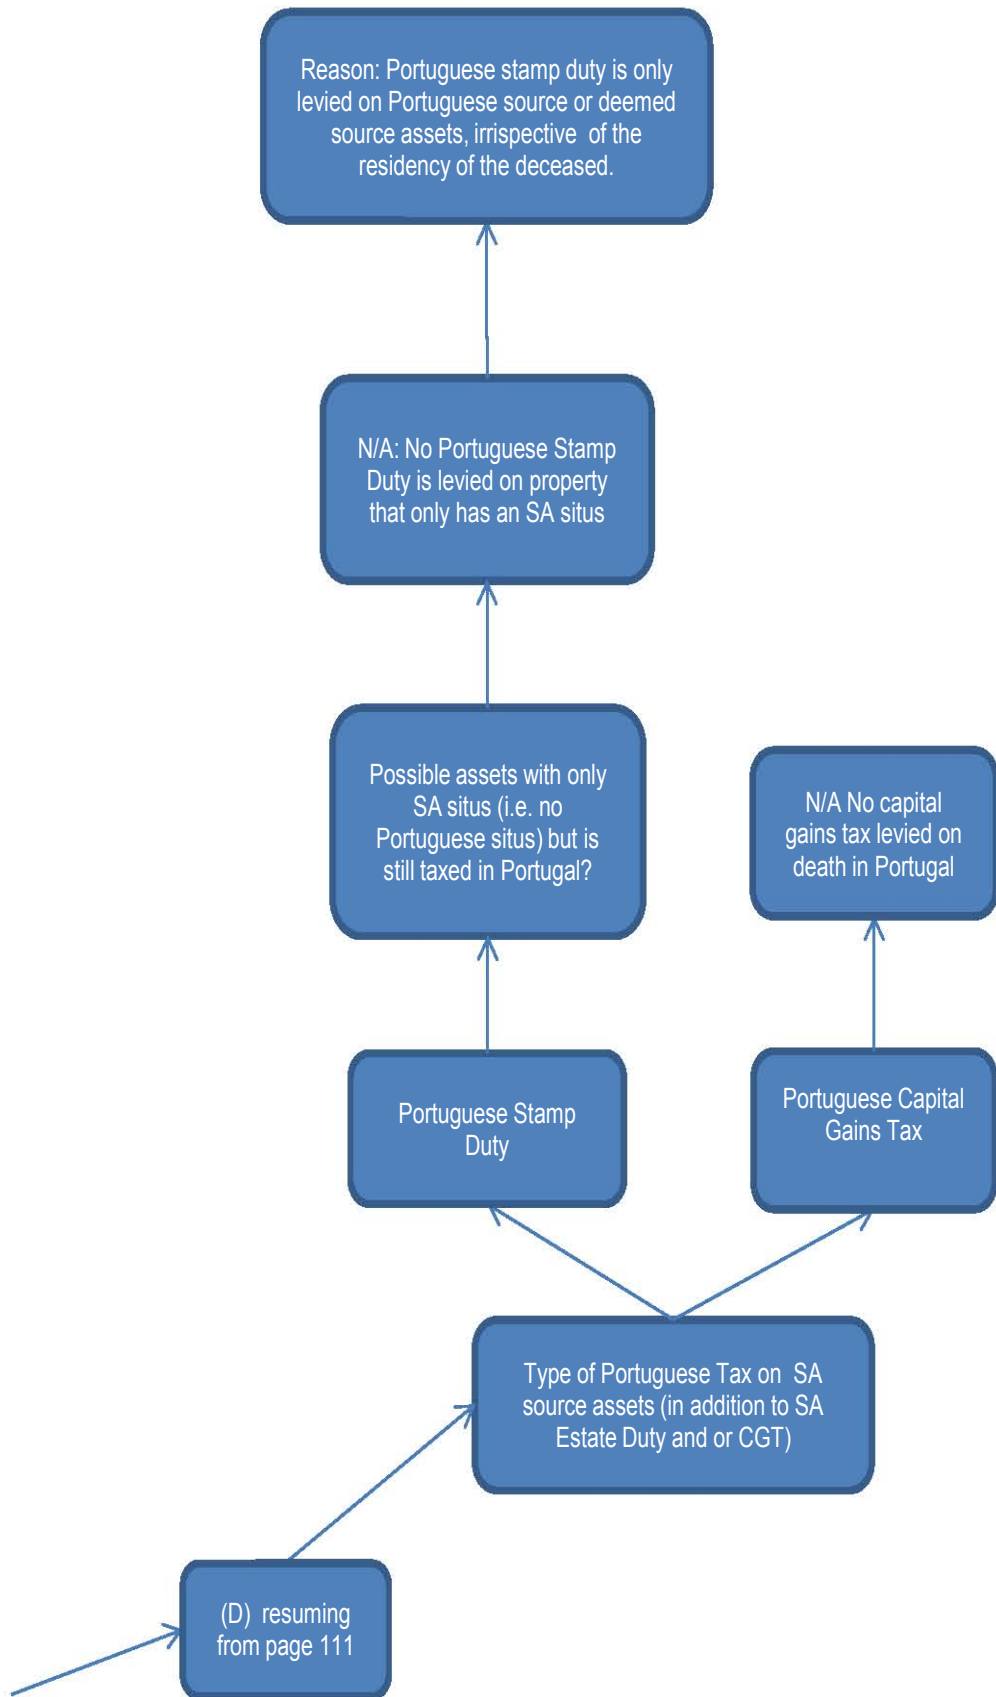 Reason: Portuguese stamp duty is only
levied on Portuguese source or deemed
source assets, irrispective of the
residency of the deceased.
N/A: No Portuguese Stamp
Duty is levied on property
that only has an SA situs
Possible assets with only
SA situs (i.e. no
Portuguese situs) but is
still taxed in Portugal?
N/A No capital
gains tax levied on
death in Portugal
Portuguese Stamp
Duty
Portuguese Capital
Gains Tax
Type of Portuguese Tax on SA
source assets (in addition to SA
Estate Duty and or CGT)
(D) resuming
from page 111